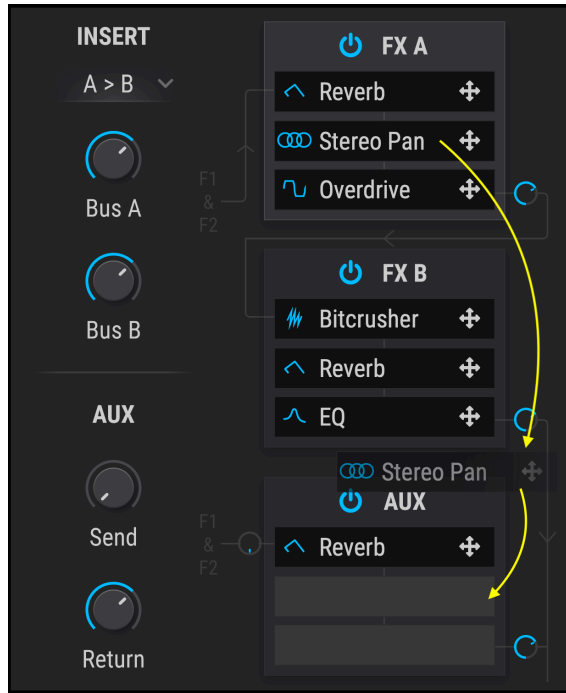 INSERT
A > B
Bus A
Bus B
AUX
Send
Return
F1
&
F2
F1
&
F2
FX A
Reverb
Stereo Pan
Overdrive
FX B
Bitcrusher
Reverb
EQ
Stereo Pan
AUX
Reverb